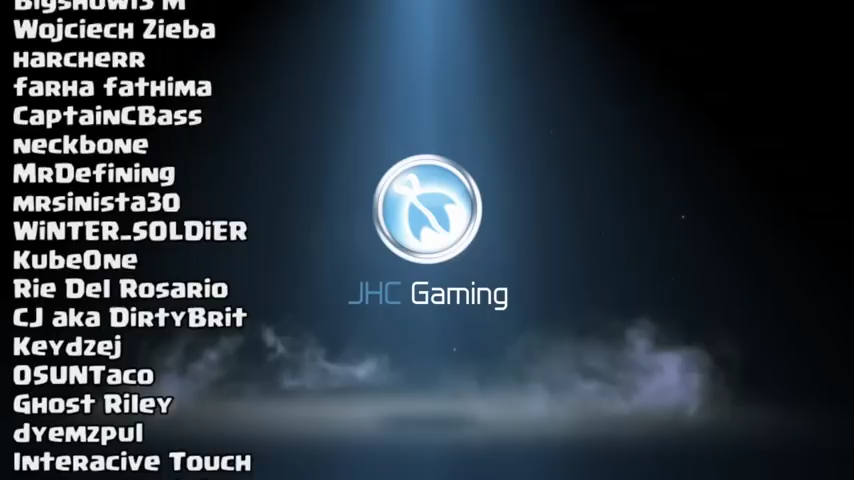 Wojciech Zieba
Harcherr
farha fathima
CaptainCBass
neckbone
MrDefining
mrsinista30
WiNTER_SOLDiER
KubeOne
Rie Del Rosario
CJ aka DirtyBrit
Keydzej
OSUNTaco
Ghost Riley
dyemzpul
Interacive Touch
JHC Gaming